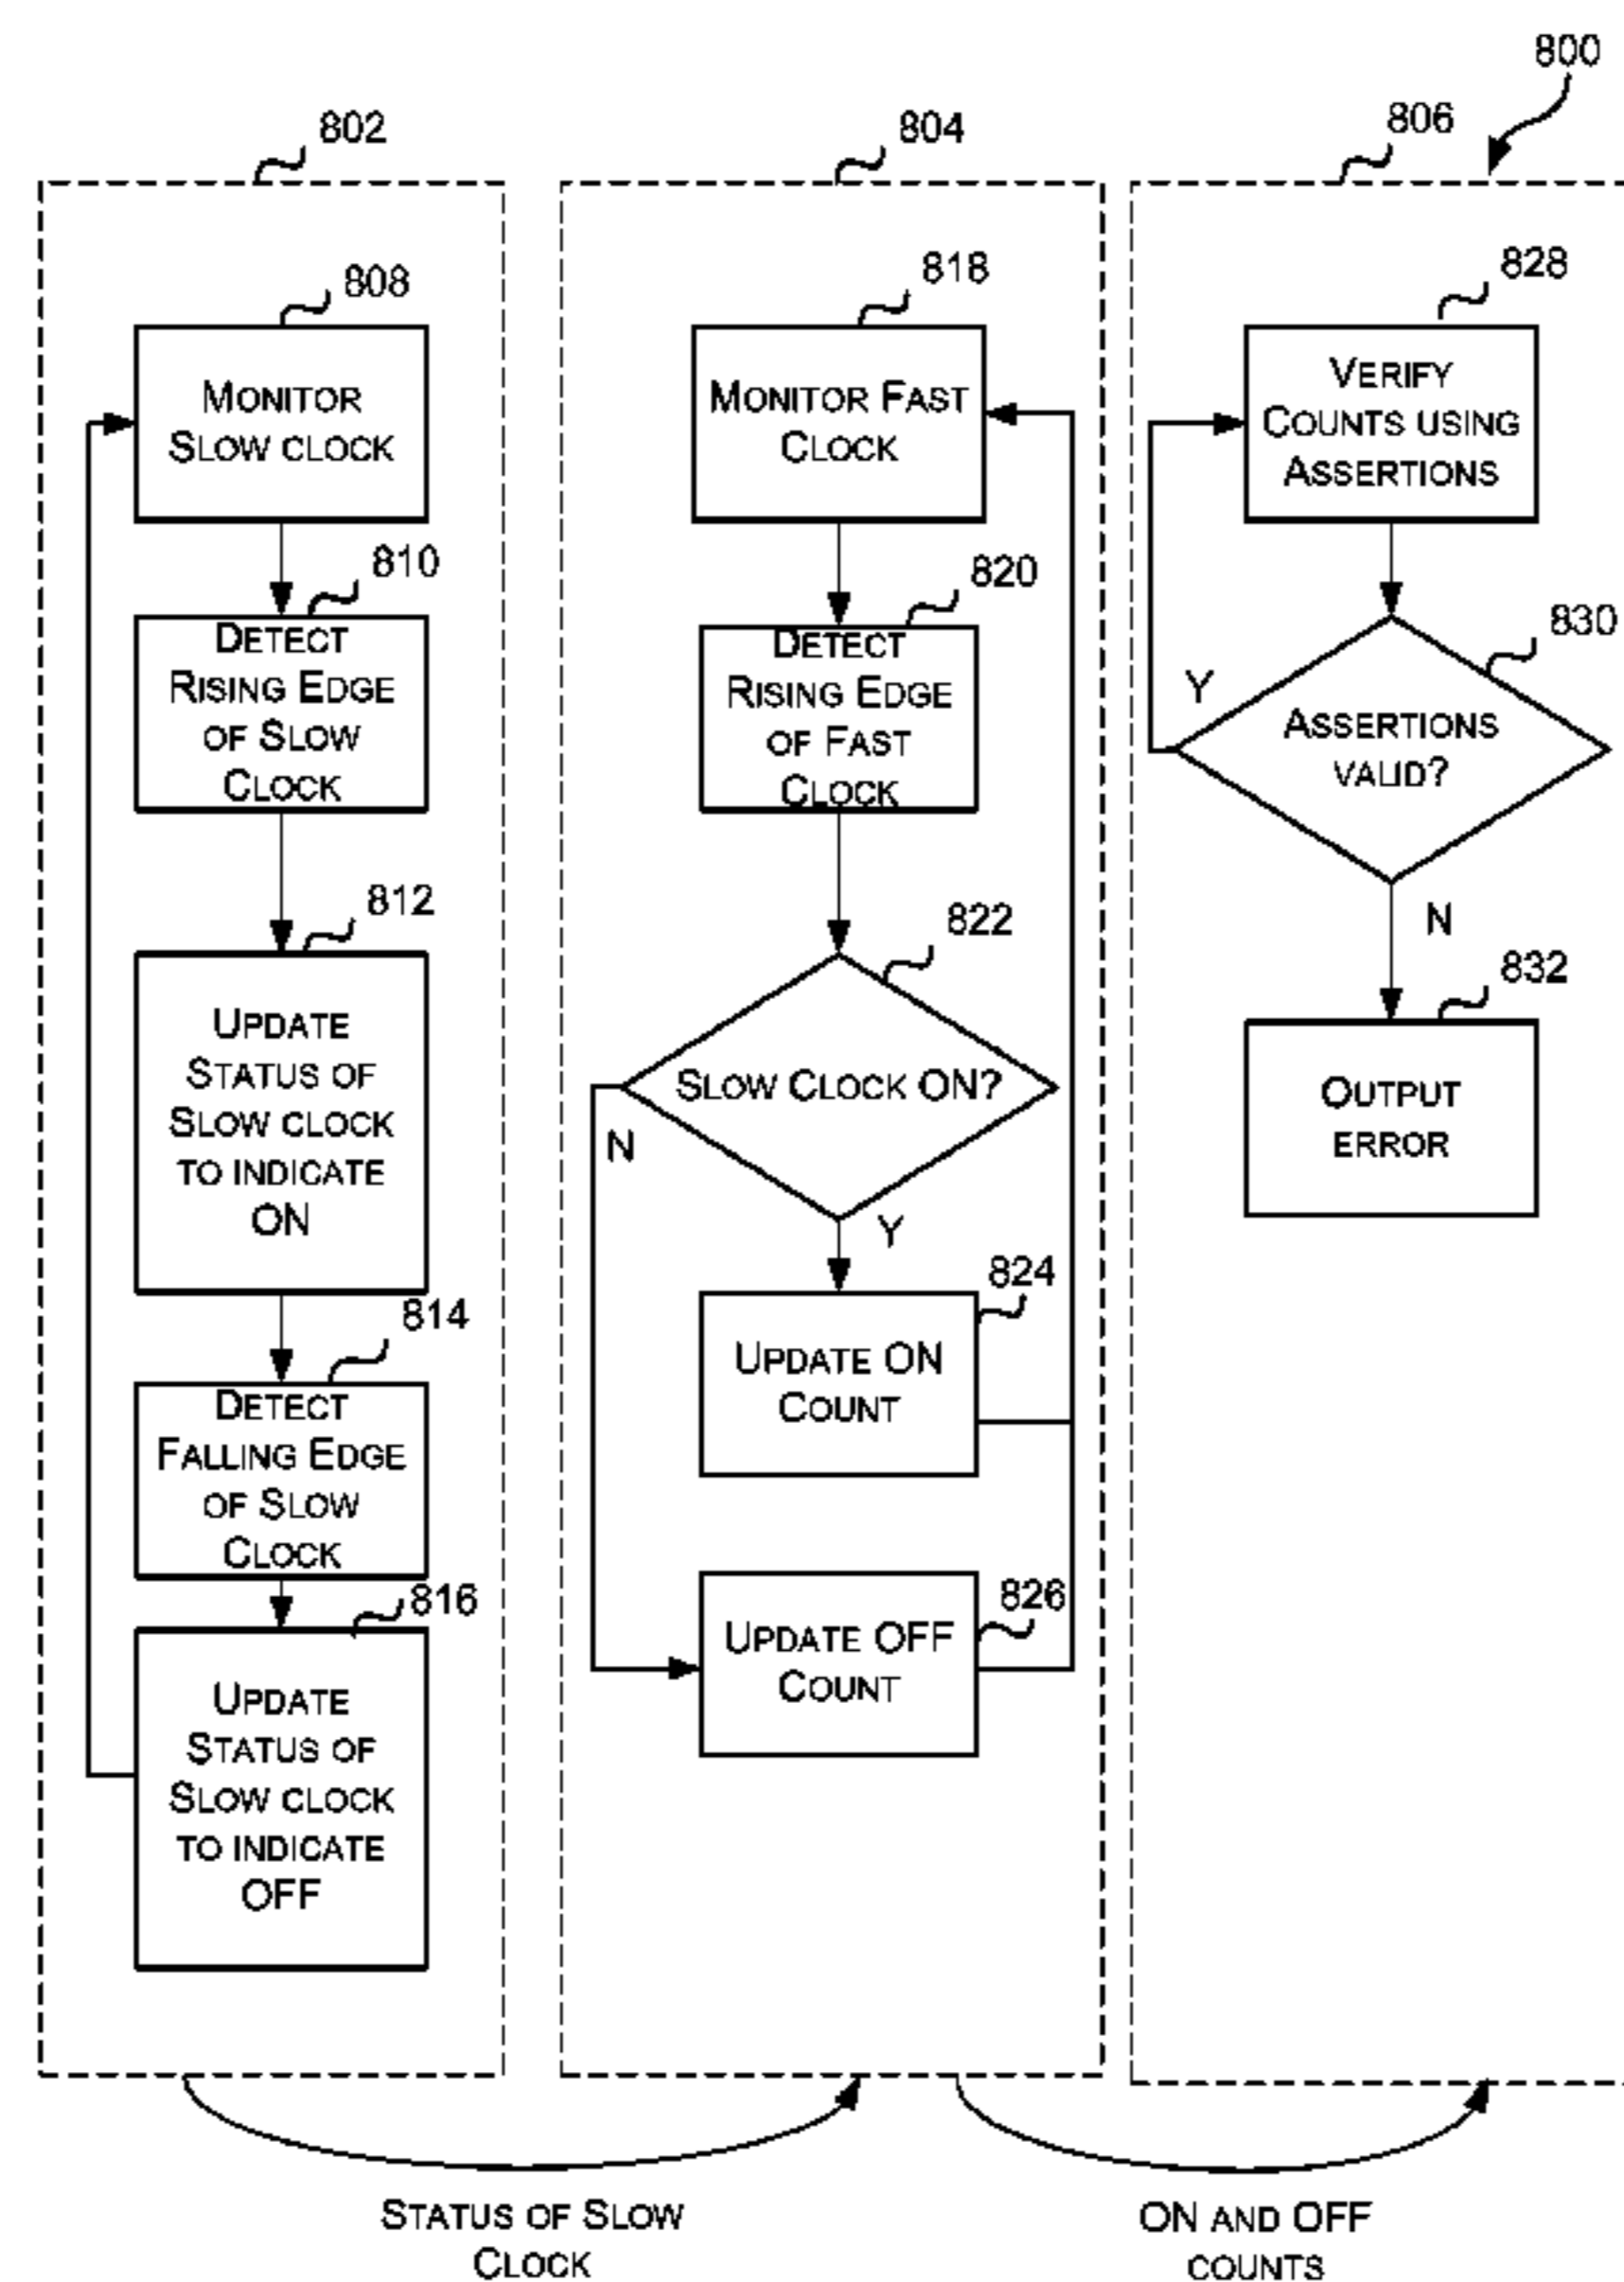 800
802
804
806
808
MONITOR
SLOW CLOCK
810
DETECT
RISING EDGE
OF SLOW
CLOCK
812
UPDATE
STATUS OF
SLOW CLOCK
TO INDICATE
ON
814
DETECT
FALLING EDGE
OF SLOW
CLOCK
816
UPDATE
STATUS OF
SLOW CLOCK
TO INDICATE
OFF
818
MONITOR FAST
CLOCK
820
DETECT
RISING EDGE
OF FAST
CLOCK
822
SLOW CLOCK ON?
N
Y
824
UPDATE ON
COUNT
826
UPDATE OFF
COUNT
828
VERIFY
COUNTS USING
ASSERTIONS
830
Y
ASSERTIONS
VALID?
N
832
OUTPUT
ERROR
STATUS OF SLOW
CLOCK
ON AND OFF
COUNTS